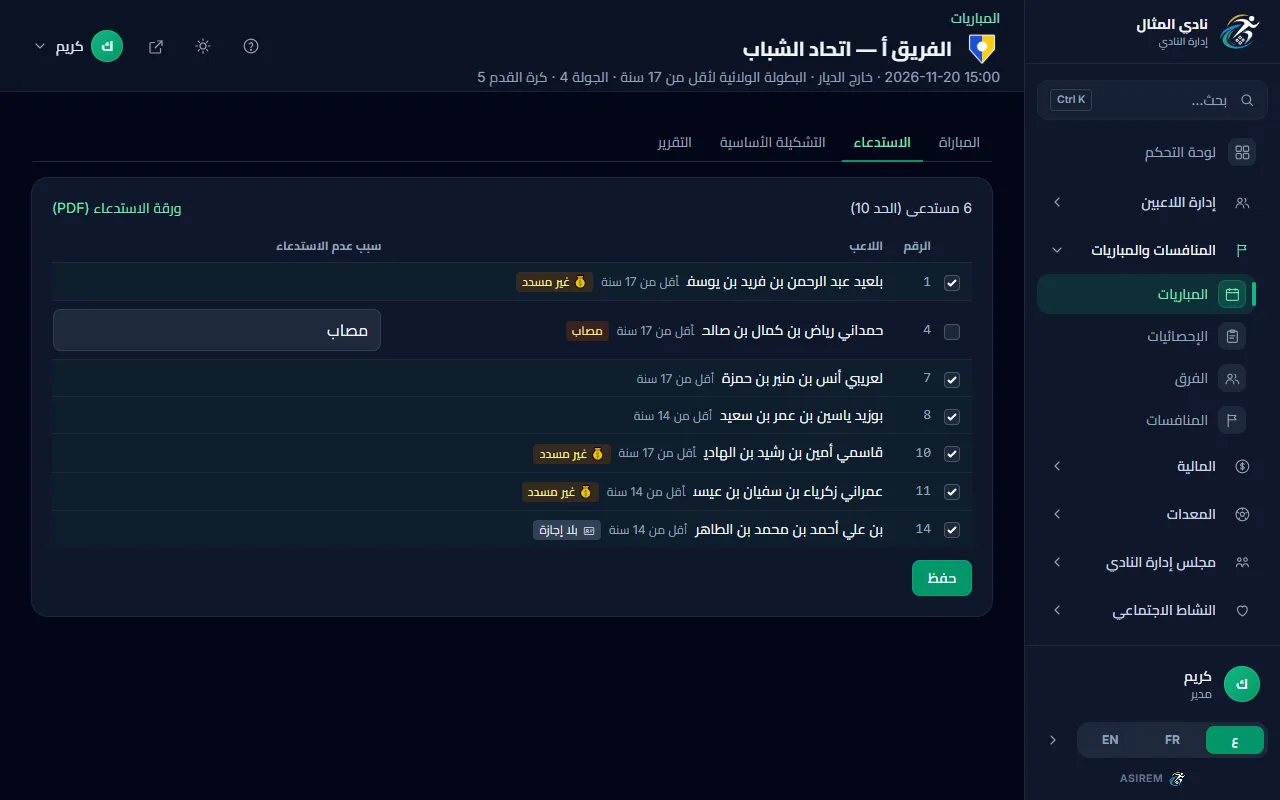 نادي المثال
إدارة النادي
بحث...
Ctrl K
لوحة التحكم
إدارة اللاعبين
المنافسات والمباريات
المباريات
الإحصائيات
الفرق
المنافسات
المالية
المعدات
مجلس إدارة النادي
النشاط الاجتماعي
ك
كريم
مدير
ع
FR
EN
ASIREM
المباريات
الفريق أ — اتحاد الشباب
15:00 2026-11-20 · خارج الديار · البطولة الولائية لأقل من 17 سنة · الجولة 4 · كرة القدم 5
ك كريم
المباراة الاستدعاء التشكيلة الأساسية التقرير
6 مستدعى (الحد 10)
ورقة الاستدعاء (PDF)
الرقم اللاعب سبب عدم الاستدعاء
1 بلعيد عبد الرحمن بن فريد بن يوسف أقل من 17 سنة غير مسدد
4 حمداني رياض بن كمال بن صالح أقل من 17 سنة مصاب مصاب
7 لعريبي أنس بن منير بن حمزة أقل من 17 سنة
8 بوزيد ياسين بن عمر بن سعيد أقل من 14 سنة
10 قاسمي أمين بن رشيد بن الهادي أقل من 17 سنة غير مسدد
11 عمراني زكرياء بن سفيان بن عيسى أقل من 14 سنة غير مسدد
14 بن علي أحمد بن محمد بن الطاهر أقل من 14 سنة بلا إجازة
حفظ